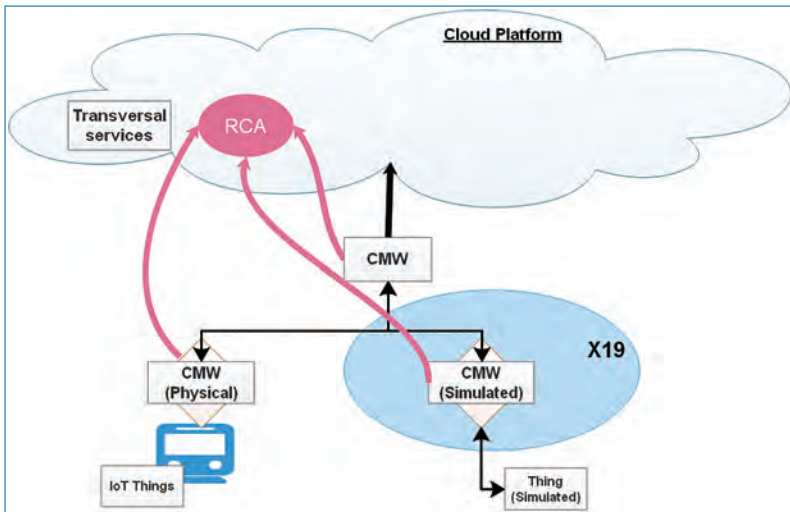 Cloud Platform
Transversal
services
RCA
CMW
X19
CMW
(Physical)
CMW
(Simulated)
IoT Things
Thing
(Simulated)